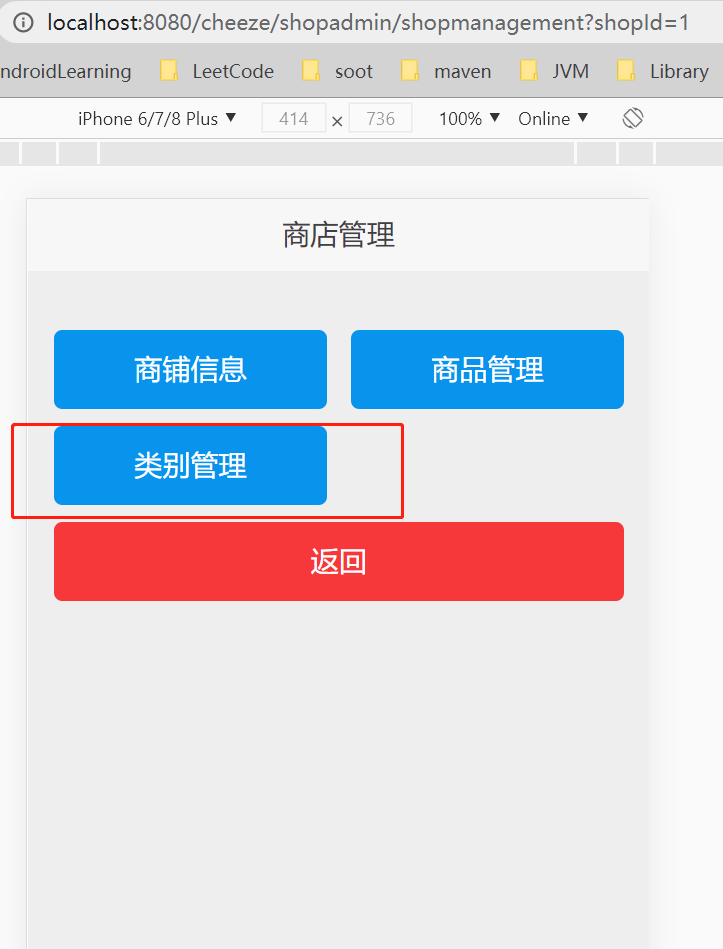 localhost:8080/cheeze/shopadmin/shopmanagement?shopId=1
ndroidLearning LeetCode soot maven JVM Library
iPhone 6/7/8 Plus ▼ 414 × 736 100% ▼ Online ▼
商店管理
商铺信息 商品管理
类别管理
返回